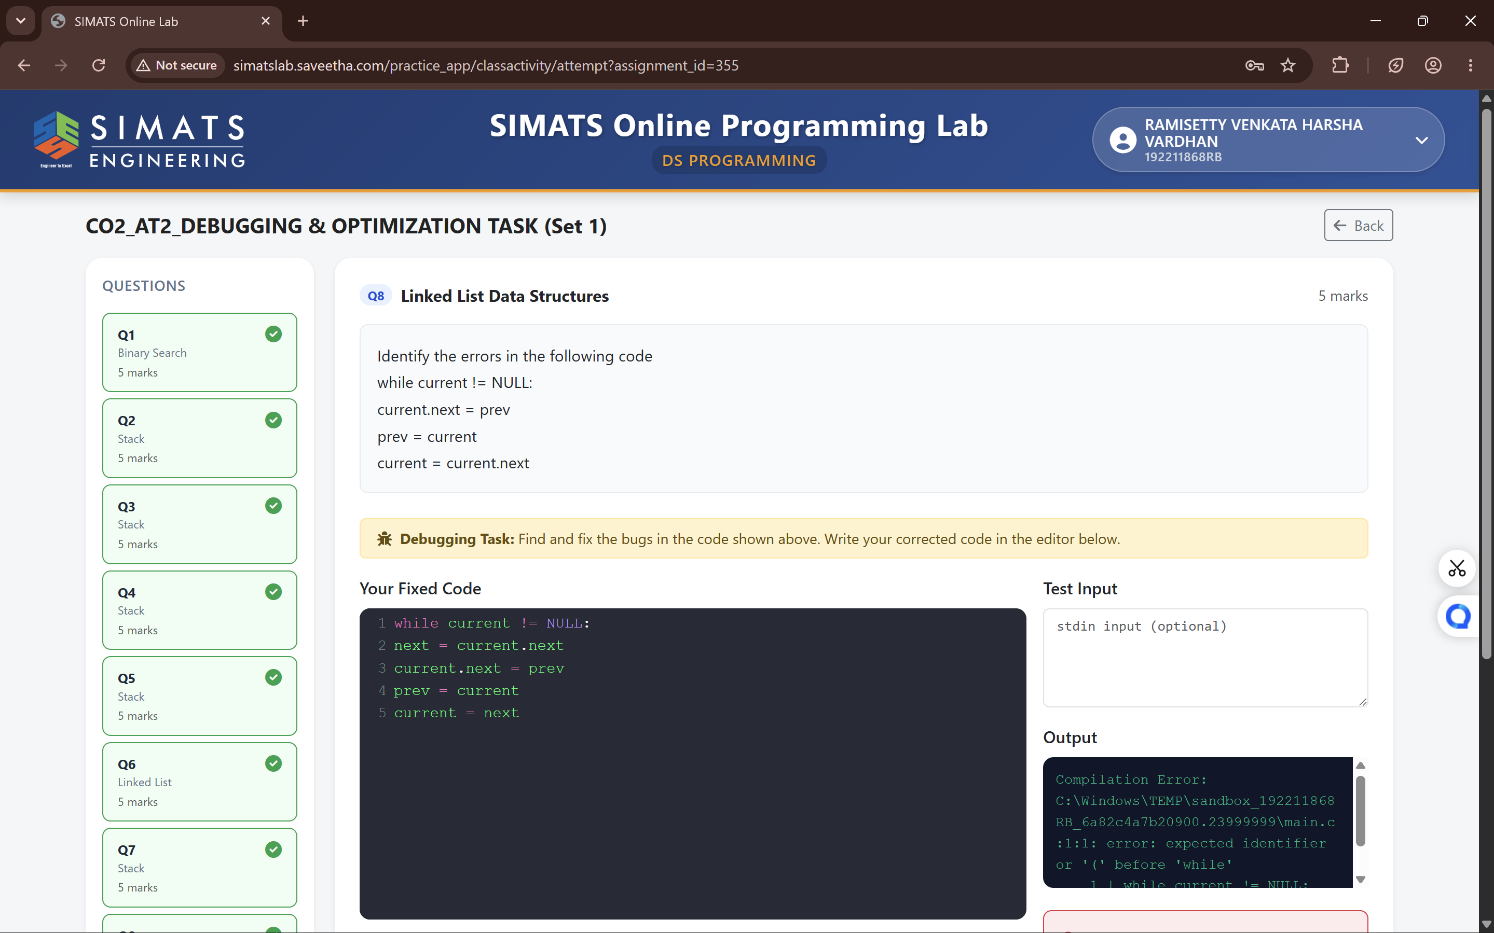 SIMATS Online Lab
Not secure
simatslab.saveetha.com/practice_app/classactivity/attempt?assignment_id=355
SIMATS
ENGINEERING
Engineer to Excel
SIMATS Online Programming Lab
DS PROGRAMMING
RAMISETTY VENKATA HARSHA
VARDHAN
192211868RB
CO2_AT2_DEBUGGING & OPTIMIZATION TASK (Set 1)
Back
QUESTIONS
Q1
Binary Search
5 marks
Q2
Stack
5 marks
Q3
Stack
5 marks
Q4
Stack
5 marks
Q5
Stack
5 marks
Q6
Linked List
5 marks
Q7
Stack
5 marks
Q8 Linked List Data Structures
5 marks
Identify the errors in the following code
while current != NULL:
current.next = prev
prev = current
current = current.next
Debugging Task: Find and fix the bugs in the code shown above. Write your corrected code in the editor below.
Your Fixed Code
1 while current != NULL:
2 next = current.next
3 current.next = prev
4 prev = current
5 current = next
Test Input
stdin input (optional)
Output
Compilation Error:
C:\Windows\TEMP\sandbox_192211868
RB_6a82c4a7b20900.23999999\main.c
:1:1: error: expected identifier
or '(' before 'while'
1 | while current != NULL: